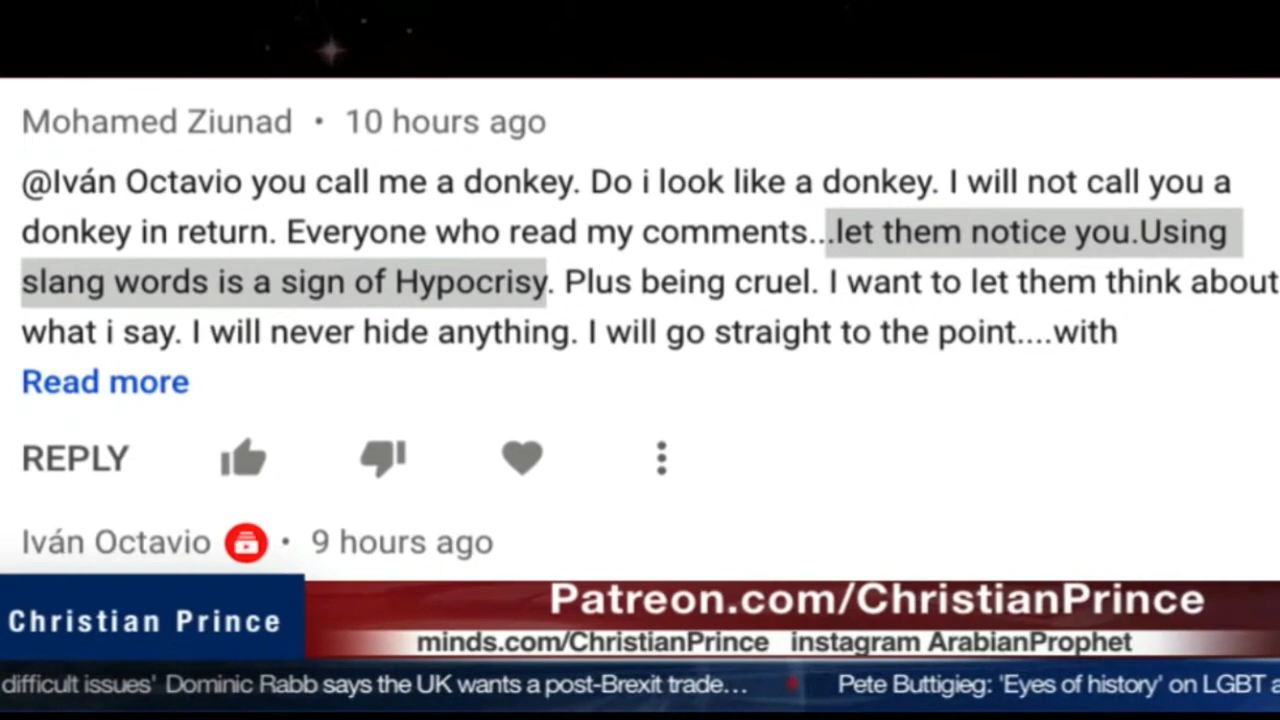 Mohamed Ziunad • 10 hours ago
@Iván Octavio you call me a donkey. Do i look like a donkey. I will not call you a
donkey in return. Everyone who read my comments...let them notice you.Using
slang words is a sign of Hypocrisy. Plus being cruel. I want to let them think about
what i say. I will never hide anything. I will go straight to the point....with
Read more
REPLY
Iván Octavio • 9 hours ago
Christian Prince
Patreon.com/ChristianPrince
minds.com/ChristianPrince instagram ArabianProphet
difficult issues' Dominic Rabb says the UK wants a post-Brexit trade... Pete Buttigieg: 'Eyes of history' on LGBT a